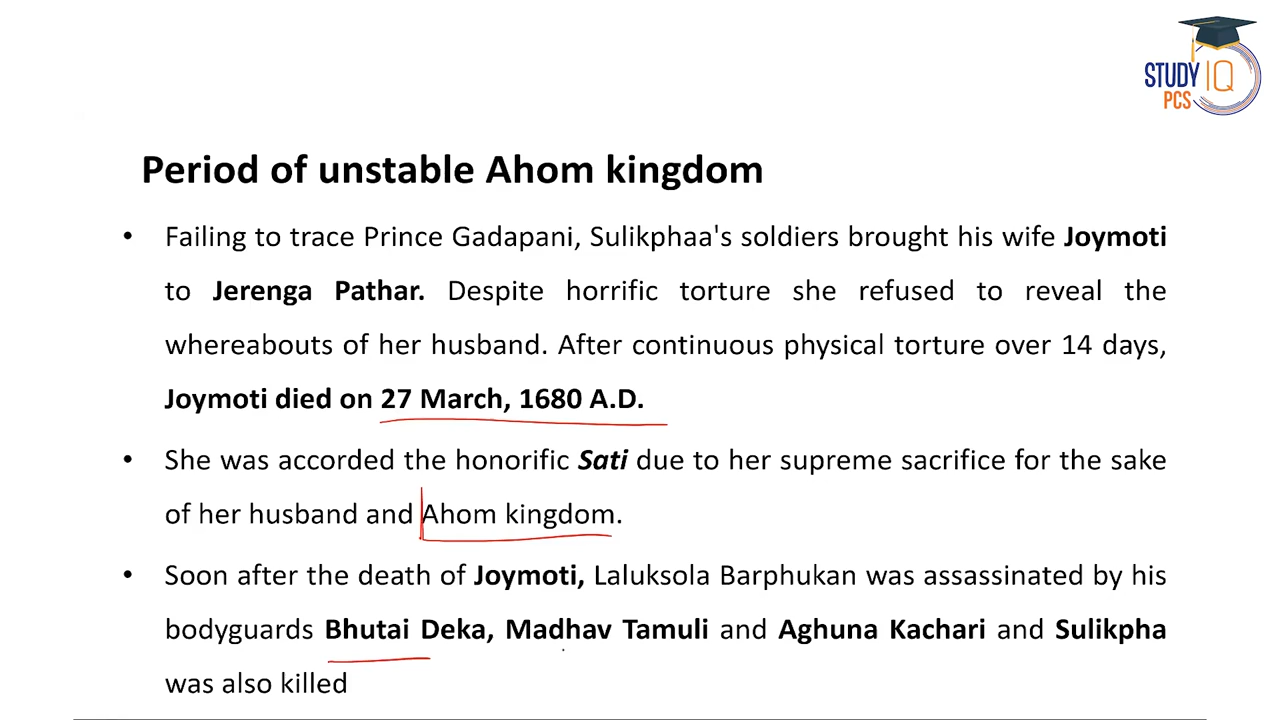 STUDY IQ
PCS
Period of unstable Ahom kingdom
• Failing to trace Prince Gadapani, Sulikphaa's soldiers brought his wife Joymoti
to Jerenga Pathar. Despite horrific torture she refused to reveal the
whereabouts of her husband. After continuous physical torture over 14 days,
Joymoti died on 27 March, 1680 A.D.
• She was accorded the honorific Sati due to her supreme sacrifice for the sake
of her husband and Ahom kingdom.
• Soon after the death of Joymoti, Laluksola Barphukan was assassinated by his
bodyguards Bhutai Deka, Madhav Tamuli and Aghuna Kachari and Sulikpha
was also killed